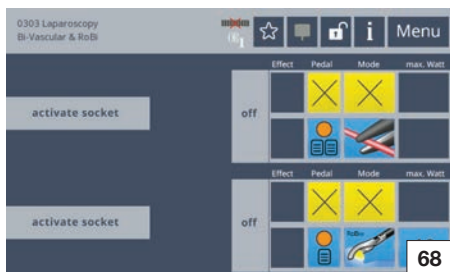 0303 Laparoscopy
Bi-Vascular & RoBi
i
Menu
Effect Pedal Mode max. Watt
activate socket
off
Effect Pedal Mode max. Watt
activate socket
off
RoBi
68